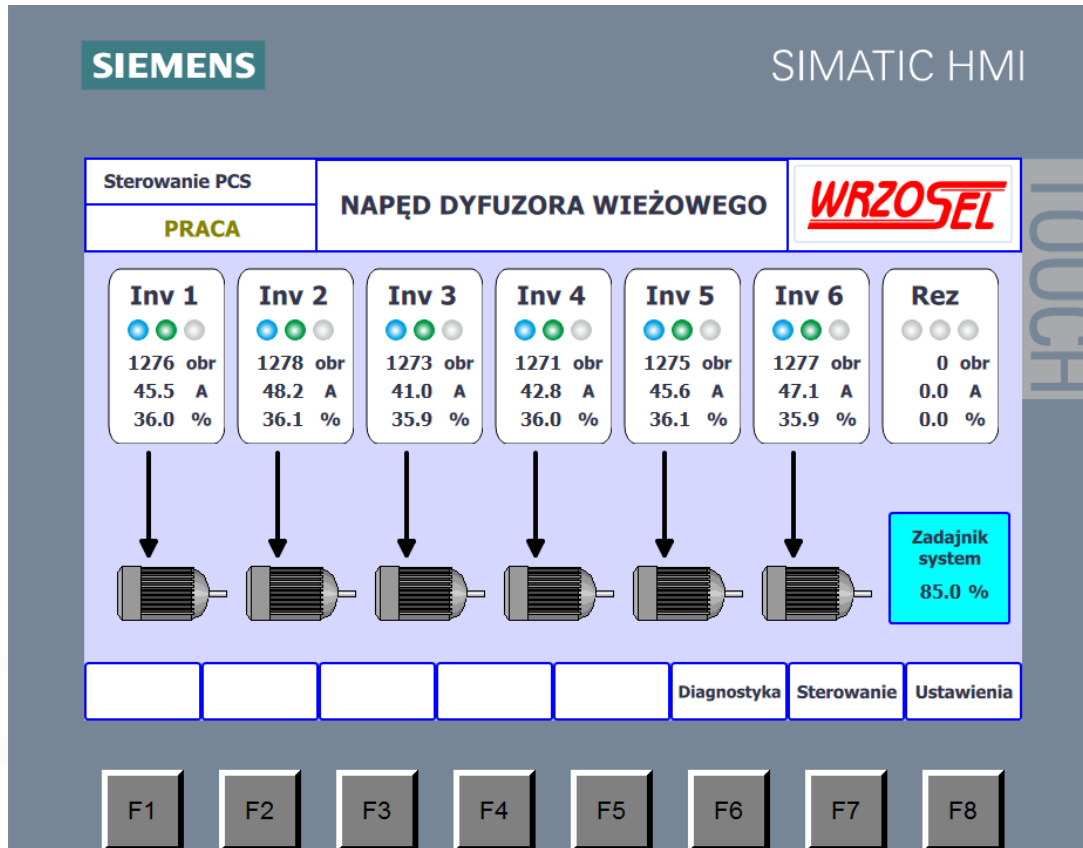 SIEMENS
SIMATIC HMI
TOUCH
Sterowanie PCS
PRACA
NAPĘD DYFUZORA WIEŻOWEGO
WRZOSEL
Inv 1
1276 obr
45.5 A
36.0 %
Inv 2
1278 obr
48.2 A
36.1 %
Inv 3
1273 obr
41.0 A
35.9 %
Inv 4
1271 obr
42.8 A
36.0 %
Inv 5
1275 obr
45.6 A
36.1 %
Inv 6
1277 obr
47.1 A
35.9 %
Rez
0 obr
0.0 A
0.0 %
Zadajnik
system
85.0 %
Diagnostyka
Sterowanie
Ustawienia
F1
F2
F3
F4
F5
F6
F7
F8